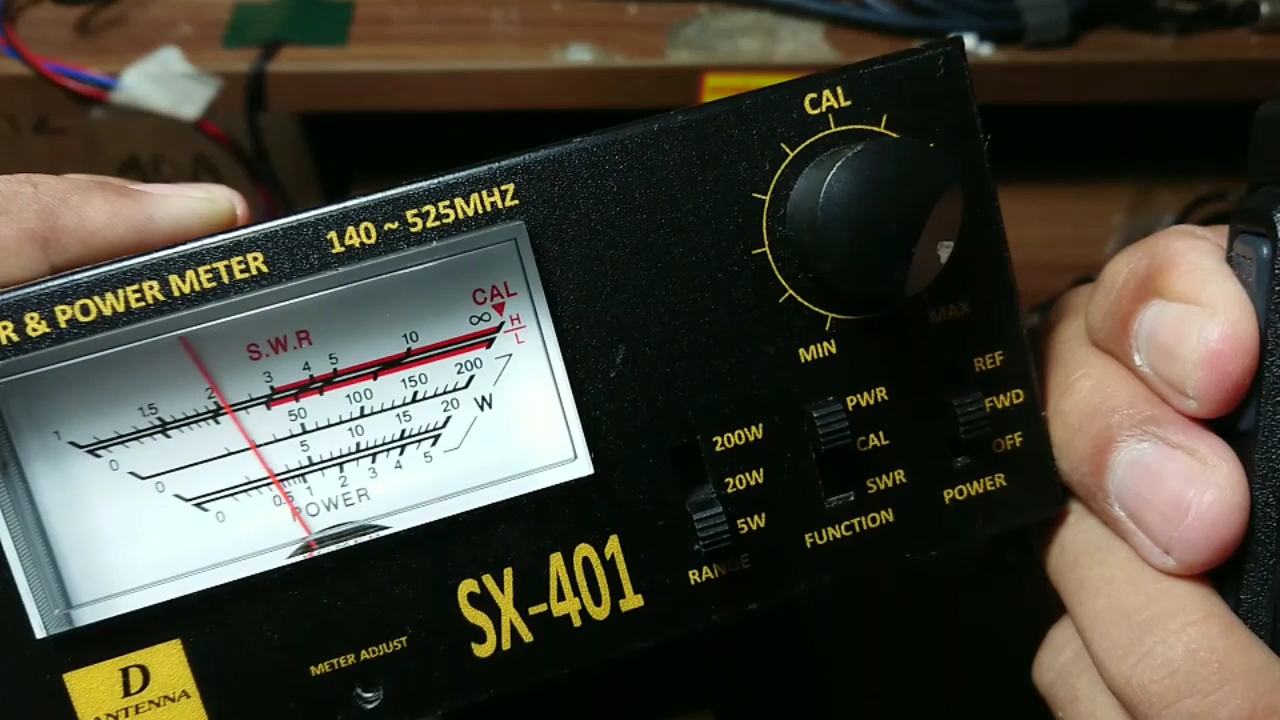 R & POWER METER 140 ~ 525MHZ
S.W.R CAL
1 1.5 2 3 4 5 10 ∞ H
L
0 50 100 150 200
0 5 10 15 20 W
0 0.5 1 2 3 4 5
POWER
CAL
MIN MAX
200W
20W
5W
RANGE
PWR
CAL
SWR
FUNCTION
REF
FWD
OFF
POWER
SX-401
METER ADJUST
D
ANTENNA